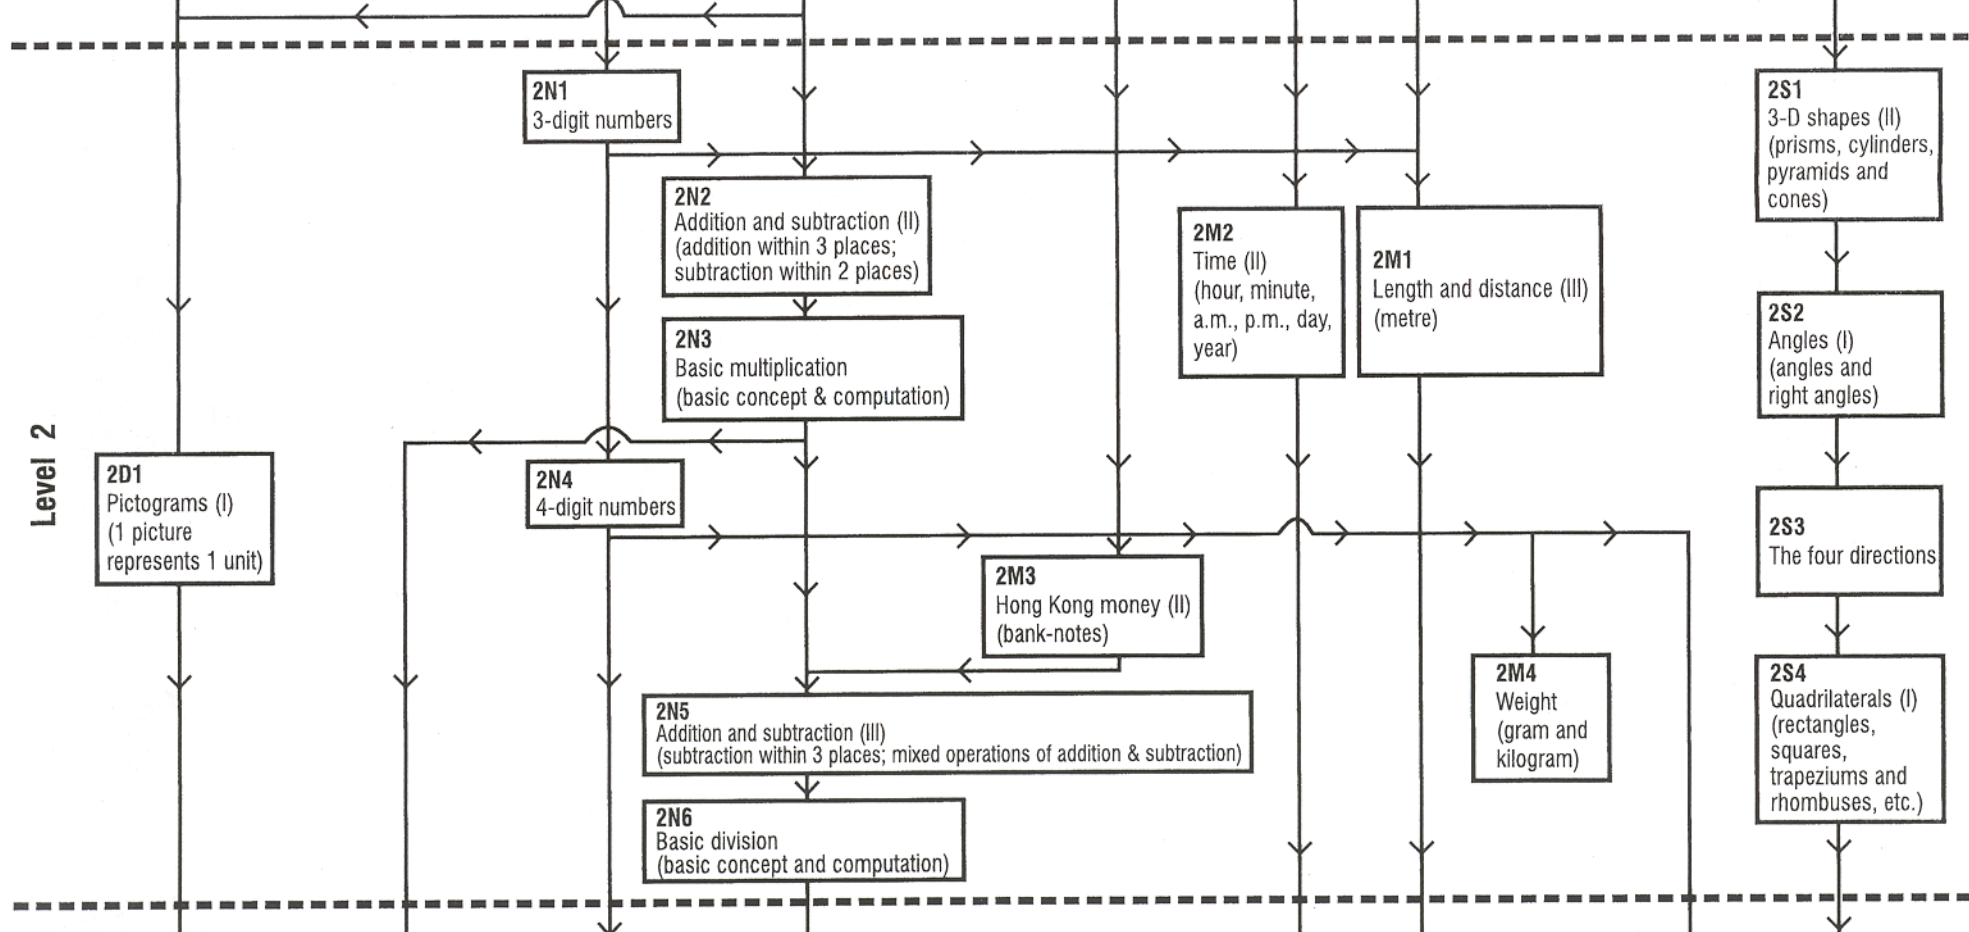 2N1
3-digit numbers
2S1
3-D shapes (II)
(prisms, cylinders,
pyramids and
cones)
2N2
Addition and subtraction (II)
(addition within 3 places;
subtraction within 2 places)
2M2
Time (II)
(hour, minute,
a.m., p.m., day,
year)
2M1
Length and distance (III)
(metre)
2S2
Angles (I)
(angles and
right angles)
2N3
Basic multiplication
(basic concept & computation)
Level 2
2D1
Pictograms (I)
(1 picture
represents 1 unit)
2N4
4-digit numbers
2S3
The four directions
2M3
Hong Kong money (II)
(bank-notes)
2M4
Weight
(gram and
kilogram)
2S4
Quadrilaterals (I)
(rectangles,
squares,
trapeziums and
rhombuses, etc.)
2N5
Addition and subtraction (III)
(subtraction within 3 places; mixed operations of addition & subtraction)
2N6
Basic division
(basic concept and computation)